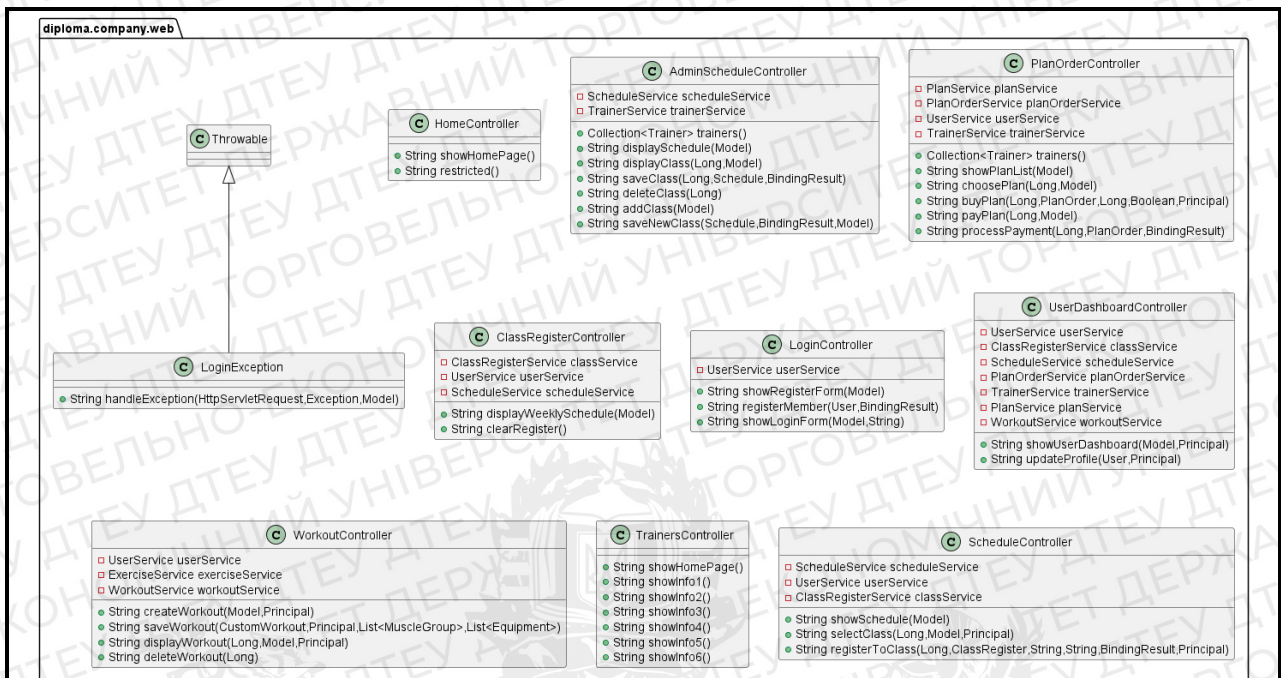 diploma.company.web
C Throwable
C HomeController
String showHomePage()
String restricted()
C AdminScheduleController
ScheduleService scheduleService
TrainerService trainerService
Collection<Trainer> trainers()
String displaySchedule(Model)
String displayClass(Long,Model)
String saveClass(Long,Schedule,BindingResult)
String deleteClass(Long)
String addClass(Model)
String saveNewClass(Schedule,BindingResult,Model)
C PlanOrderController
PlanService planService
PlanOrderService planOrderService
UserService userService
TrainerService trainerService
Collection<Trainer> trainers()
String showPlanList(Model)
String choosePlan(Long,Model)
String buyPlan(Long,PlanOrder,Long,Boolean,Principal)
String payPlan(Long,Model)
String processPayment(Long,PlanOrder,BindingResult)
C LoginException
String handleException(HttpServletRequest,Exception,Model)
C ClassRegisterController
ClassRegisterService classService
UserService userService
ScheduleService scheduleService
String displayWeeklySchedule(Model)
String clearRegister()
C LoginController
UserService userService
String showRegisterForm(Model)
String registerMember(User,BindingResult)
String showLoginForm(Model,String)
C UserDashboardController
UserService userService
ClassRegisterService classService
ScheduleService scheduleService
PlanOrderService planOrderService
TrainerService trainerService
PlanService planService
WorkoutService workoutService
String showUserDashboard(Model,Principal)
String updateProfile(User,Principal)
C WorkoutController
UserService userService
ExerciseService exerciseService
WorkoutService workoutService
String createWorkout(Model,Principal)
String saveWorkout(CustomWorkout,Principal,List<MuscleGroup>,List<Equipment>)
String displayWorkout(Long,Model,Principal)
String deleteWorkout(Long)
C TrainersController
String showHomePage()
String showInfo1()
String showInfo2()
String showInfo3()
String showInfo4()
String showInfo5()
String showInfo6()
C ScheduleController
ScheduleService scheduleService
UserService userService
ClassRegisterService classService
String showSchedule(Model)
String selectClass(Long,Model,Principal)
String registerToClass(Long,ClassRegister,String,String,BindingResult,Principal)